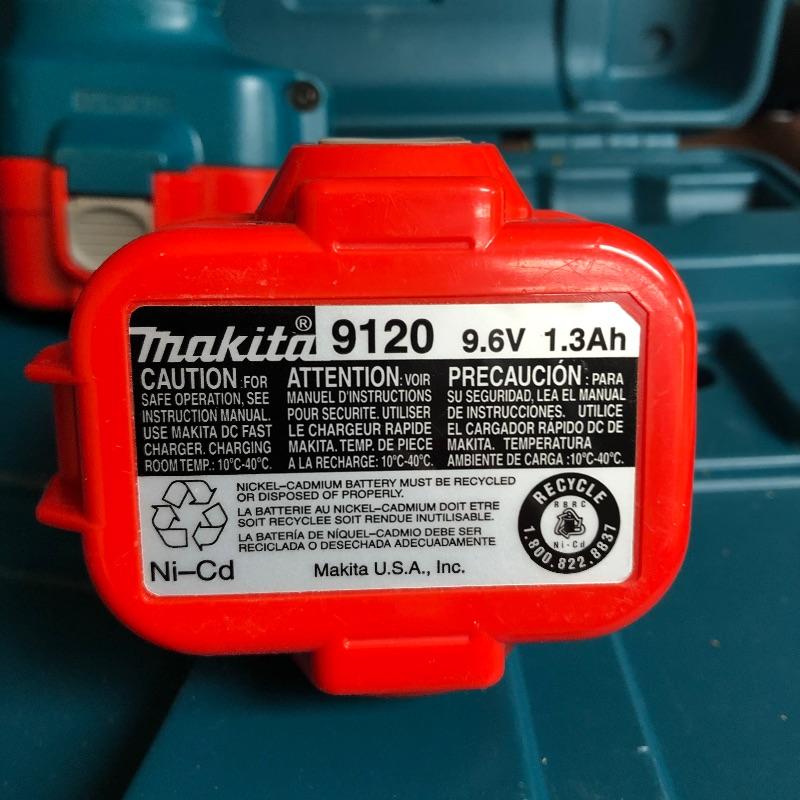 Makita® 9120 9.6V 1.3Ah
CAUTION: FOR
SAFE OPERATION, SEE
INSTRUCTION MANUAL.
USE MAKITA DC FAST
CHARGER. CHARGING
ROOM TEMP.: 10°C-40°C.
ATTENTION: VOIR
MANUEL D'INSTRUCTIONS
POUR SECURITE. UTILISER
LE CHARGEUR RAPIDE
MAKITA. TEMP. DE PIECE
A LA RECHARGE: 10°C-40°C.
PRECAUCIÓN: PARA
SU SEGURIDAD, LEA EL MANUAL
DE INSTRUCCIONES. UTILICE
EL CARGADOR RÁPIDO DC DE
MAKITA. TEMPERATURA
AMBIENTE DE CARGA: 10°C-40°C.
NICKEL-CADMIUM BATTERY MUST BE RECYCLED
OR DISPOSED OF PROPERLY.
LA BATTERIE AU NICKEL-CADMIUM DOIT ETRE
SOIT RECYCLEE SOIT RENDUE INUTILISABLE.
LA BATERÍA DE NÍQUEL-CADMIO DEBE SER
RECICLADA O DESECHADA ADECUADAMENTE
Ni-Cd
Makita U.S.A., Inc.
RECYCLE
RBRC
Ni-Cd
1.800.822.8837